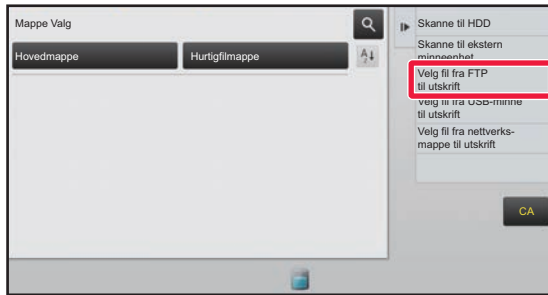 Mappe Valg
Hovedmappe
Hurtigfilmappe
A
Z
Skanne til HDD
Skanne til ekstern
minneenhet
Velg fil fra FTP
til utskrift
Velg fil fra USB-minne
til utskrift
Velg fil fra nettverks-
mappe til utskrift
CA